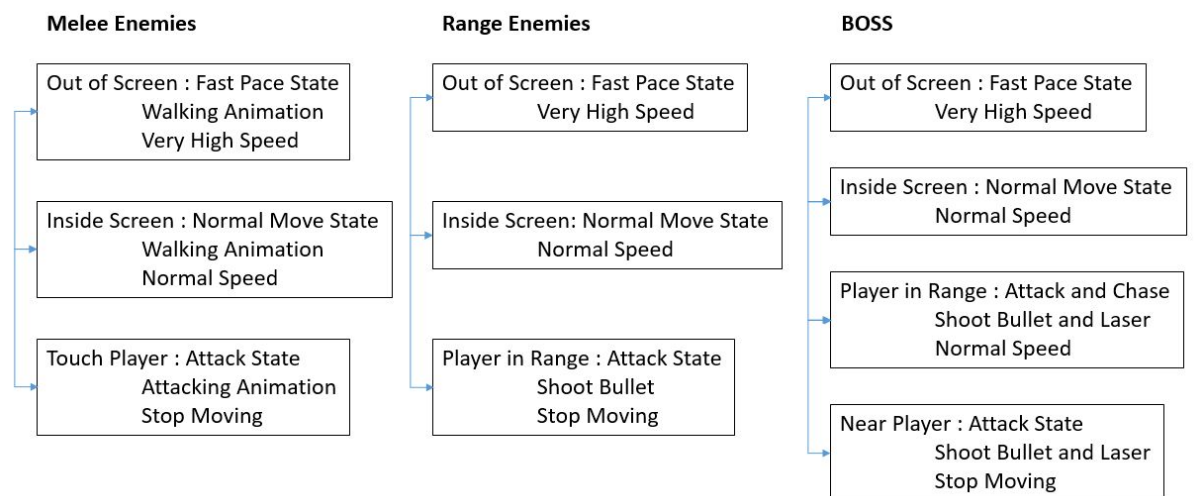 Melee Enemies
Out of Screen : Fast Pace State
Walking Animation
Very High Speed
Inside Screen : Normal Move State
Walking Animation
Normal Speed
Touch Player : Attack State
Attacking Animation
Stop Moving
Range Enemies
Out of Screen : Fast Pace State
Very High Speed
Inside Screen: Normal Move State
Normal Speed
Player in Range : Attack State
Shoot Bullet
Stop Moving
BOSS
Out of Screen : Fast Pace State
Very High Speed
Inside Screen : Normal Move State
Normal Speed
Player in Range : Attack and Chase
Shoot Bullet and Laser
Normal Speed
Near Player : Attack State
Shoot Bullet and Laser
Stop Moving